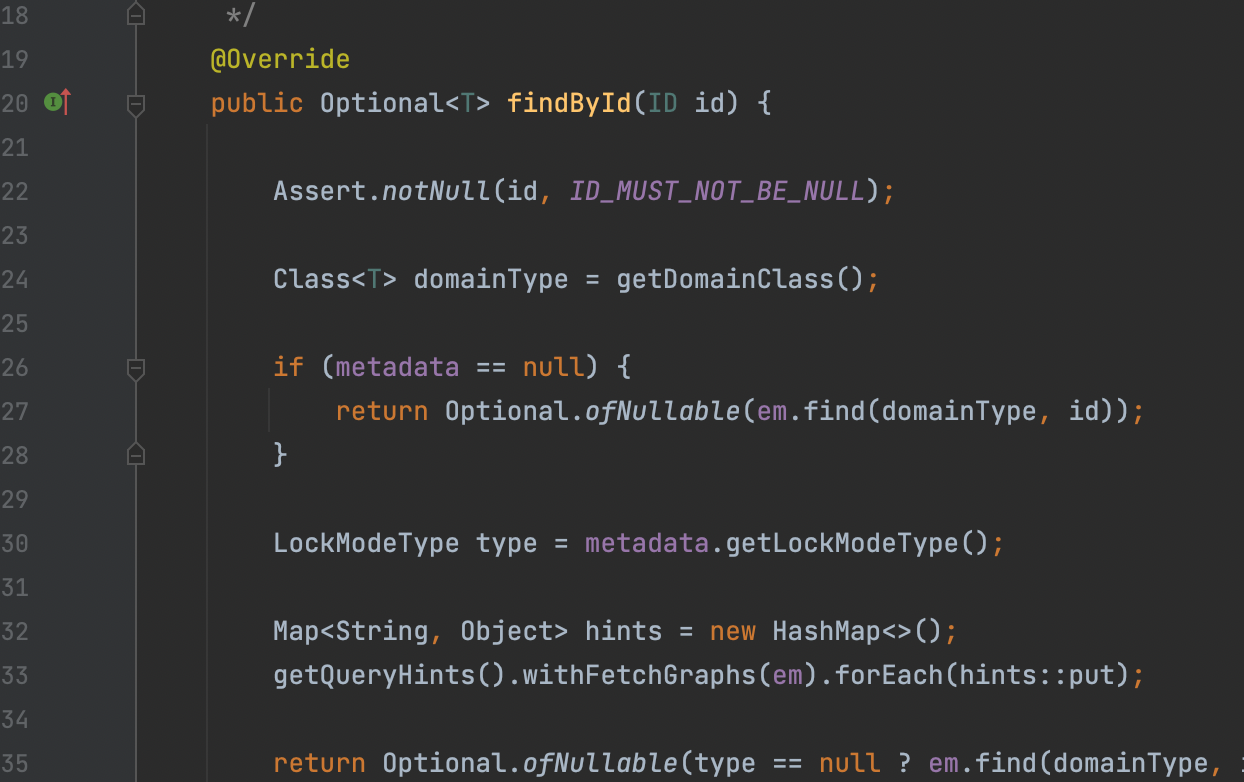 18 */
19 @Override
20 public Optional<T> findById(ID id) {
21
22 Assert.notNull(id, ID_MUST_NOT_BE_NULL);
23
24 Class<T> domainType = getDomainClass();
25
26 if (metadata == null) {
27 return Optional.ofNullable(em.find(domainType, id));
28 }
29
30 LockModeType type = metadata.getLockModeType();
31
32 Map<String, Object> hints = new HashMap<>();
33 getQueryHints().withFetchGraphs(em).forEach(hints::put);
34
35 return Optional.ofNullable(type == null ? em.find(domainType,